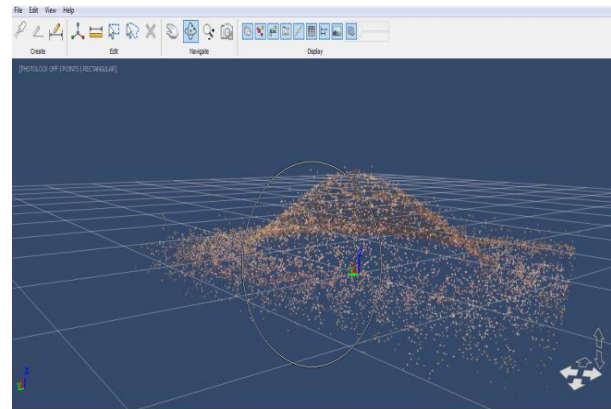 File Edit View Help
Create Edit Navigate Display
[PHOTOLOCK OFF | POINTS | RECTANGULAR]